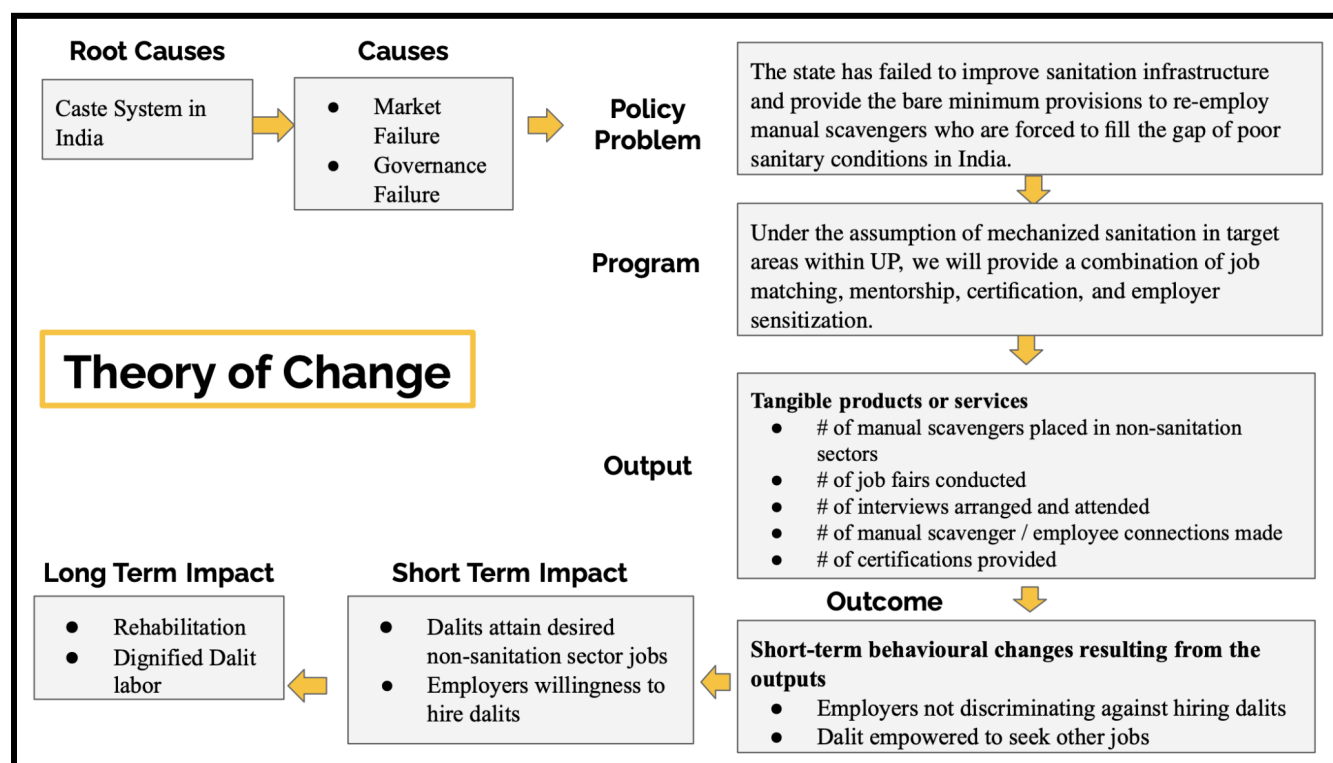 Root Causes
Caste System in
India
Causes
● Market
Failure
● Governance
Failure
Policy
Problem
The state has failed to improve sanitation infrastructure
and provide the bare minimum provisions to re-employ
manual scavengers who are forced to fill the gap of poor
sanitary conditions in India.
Program
Under the assumption of mechanized sanitation in target
areas within UP, we will provide a combination of job
matching, mentorship, certification, and employer
sensitization.
Theory of Change
Output
Tangible products or services
● # of manual scavengers placed in non-sanitation
sectors
● # of job fairs conducted
● # of interviews arranged and attended
● # of manual scavenger / employee connections made
● # of certifications provided
Outcome
Short-term behavioural changes resulting from the
outputs
● Employers not discriminating against hiring dalits
● Dalit empowered to seek other jobs
Short Term Impact
● Dalits attain desired
non-sanitation sector jobs
● Employers willingness to
hire dalits
Long Term Impact
● Rehabilitation
● Dignified Dalit
labor